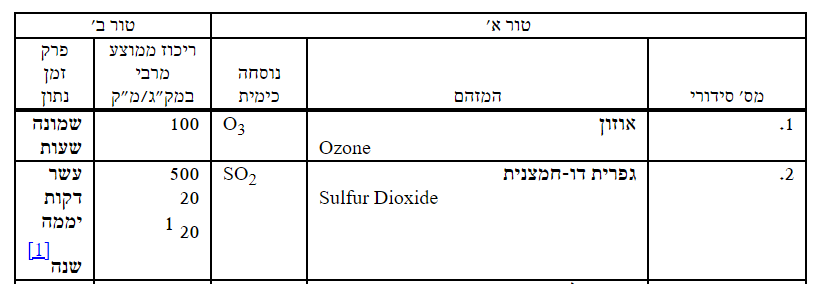 טור א׳ טור ב׳
מס׳ סידורי המזהם נוסחה כימית ריכוז ממוצע מרבי במק״ג/מ״ק פרק זמן נתון
1. אוזון Ozone O3 100 שמונה שעות
2. גפרית דו-חמצנית Sulfur Dioxide SO2 500 עשר דקות
20 יממה
1 20 [1] שנה